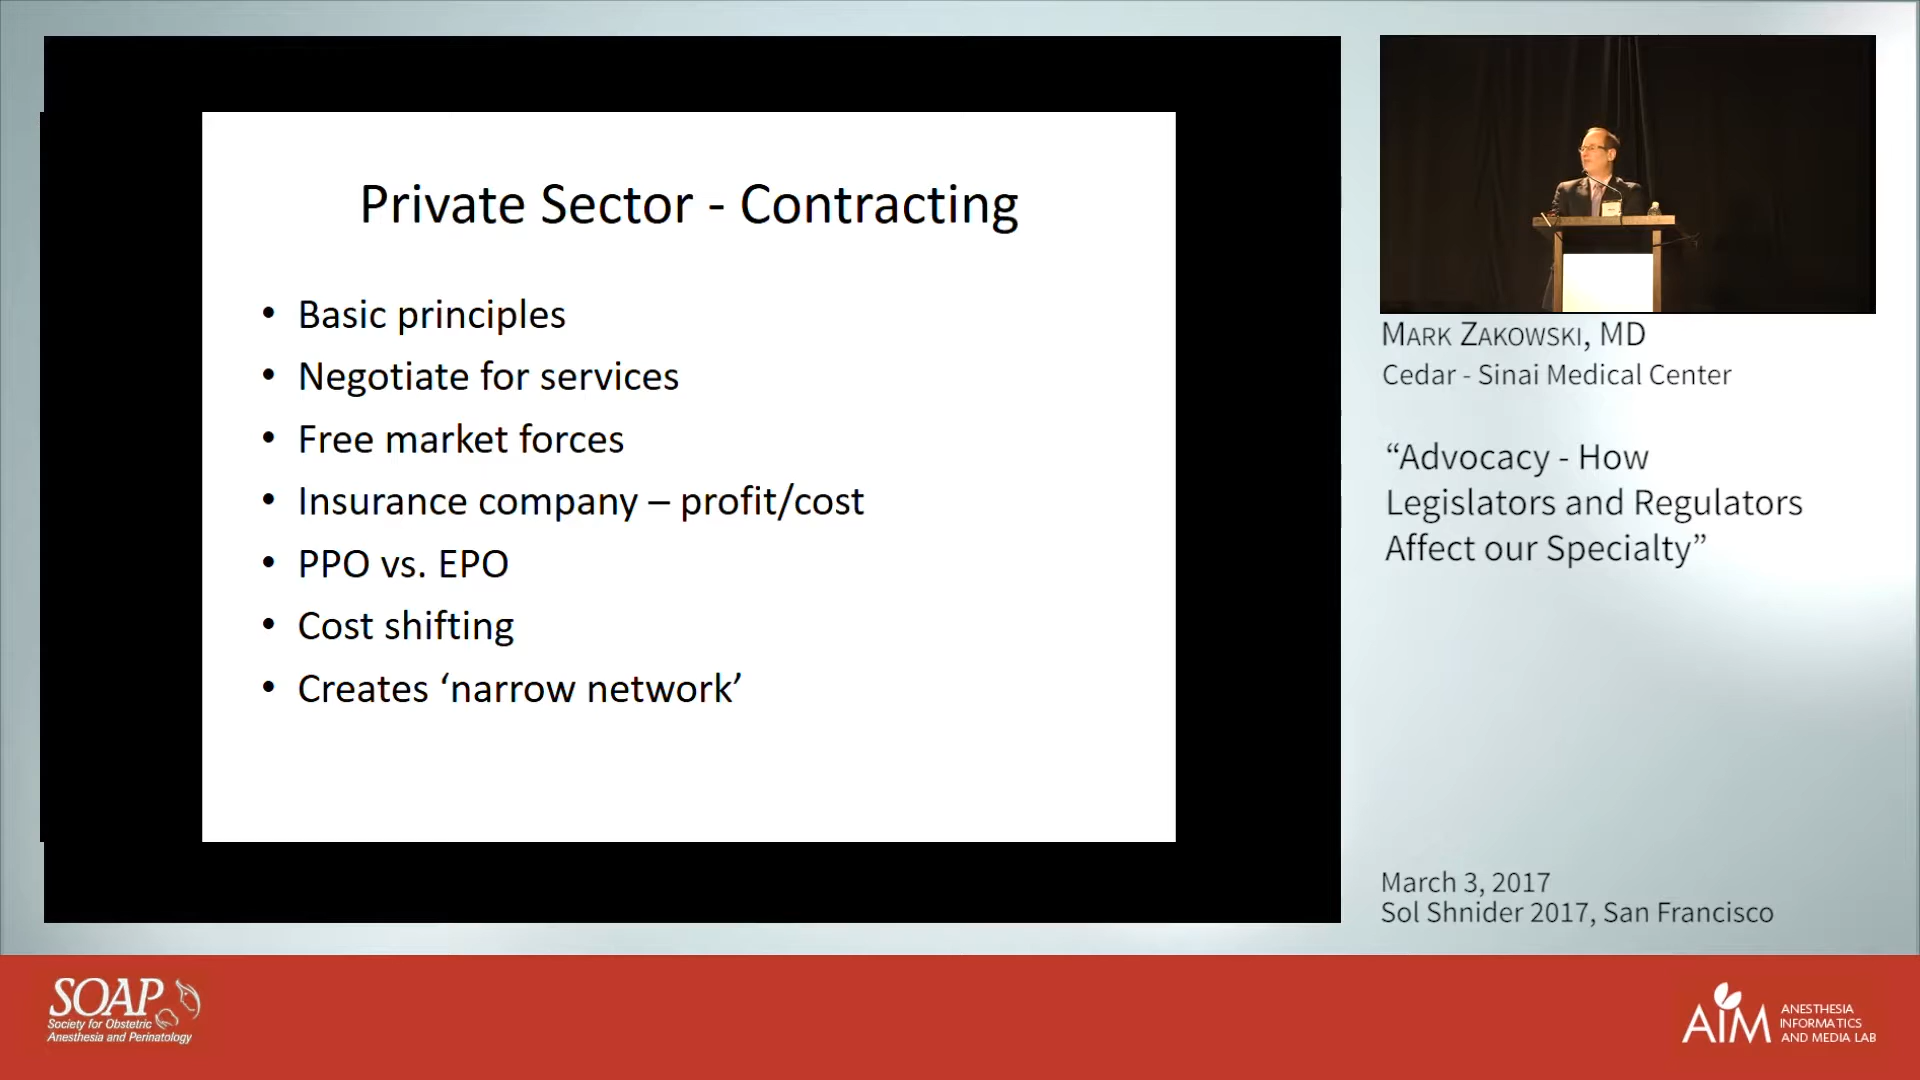 Private Sector - Contracting
• Basic principles
• Negotiate for services
• Free market forces
• Insurance company – profit/cost
• PPO vs. EPO
• Cost shifting
• Creates ‘narrow network’
MARK ZAKOWSKI, MD
Cedar - Sinai Medical Center
“Advocacy - How
Legislators and Regulators
Affect our Specialty”
March 3, 2017
Sol Shnider 2017, San Francisco
SOAP
Society for Obstetric
Anesthesia and Perinatology
AIM
ANESTHESIA
INFORMATICS
AND MEDIA LAB